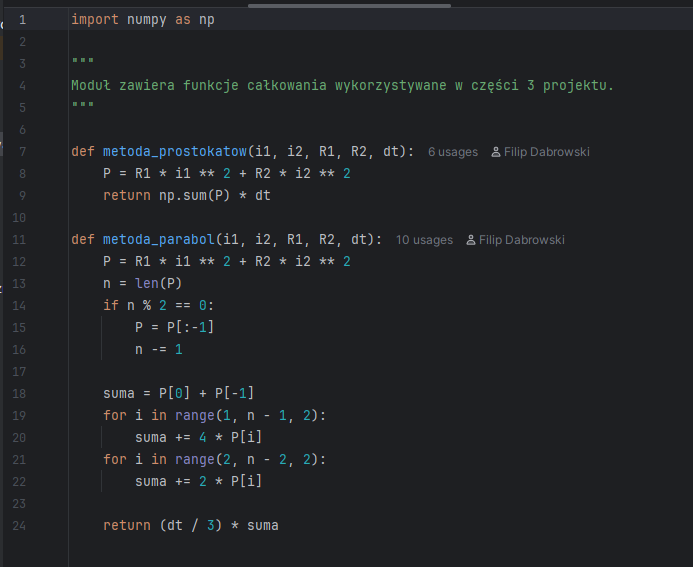 1 import numpy as np
2
3 """
4 Moduł zawiera funkcje całkowania wykorzystywane w części 3 projektu.
5 """
6
7 def metoda_prostokatow(i1, i2, R1, R2, dt): 6 usages Filip Dabrowski
8     P = R1 * i1 ** 2 + R2 * i2 ** 2
9     return np.sum(P) * dt
10
11 def metoda_parabol(i1, i2, R1, R2, dt): 10 usages Filip Dabrowski
12     P = R1 * i1 ** 2 + R2 * i2 ** 2
13     n = len(P)
14     if n % 2 == 0:
15         P = P[:-1]
16         n -= 1
17
18     suma = P[0] + P[-1]
19     for i in range(1, n - 1, 2):
20         suma += 4 * P[i]
21     for i in range(2, n - 2, 2):
22         suma += 2 * P[i]
23
24     return (dt / 3) * suma